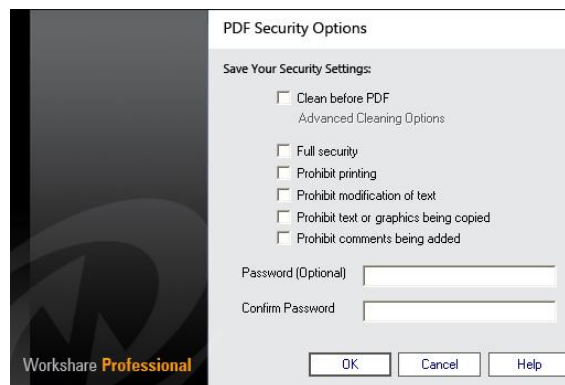 PDF Security Options
Save Your Security Settings:
Clean before PDF
Advanced Cleaning Options
Full security
Prohibit printing
Prohibit modification of text
Prohibit text or graphics being copied
Prohibit comments being added
Password (Optional)
Confirm Password
Workshare Professional
OK Cancel Help